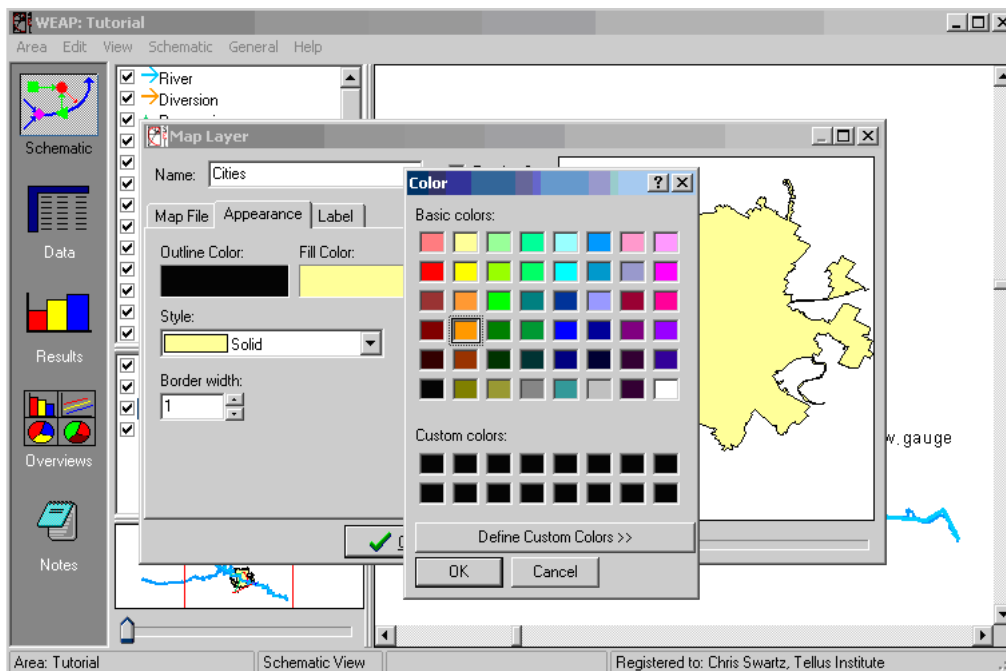 WEAP: Tutorial
Area Edit View Schematic General Help
Schematic
Data
Results
Overviews
Notes
River
Diversion
Map Layer
Name: Cities
Map File Appearance Label
Outline Color: Fill Color:
Style:
Solid
Border width:
1
Color
Basic colors:
Custom colors:
Define Custom Colors >>
OK Cancel
w.gauge
Area: Tutorial Schematic View Registered to: Chris Swartz, Tellus Institute